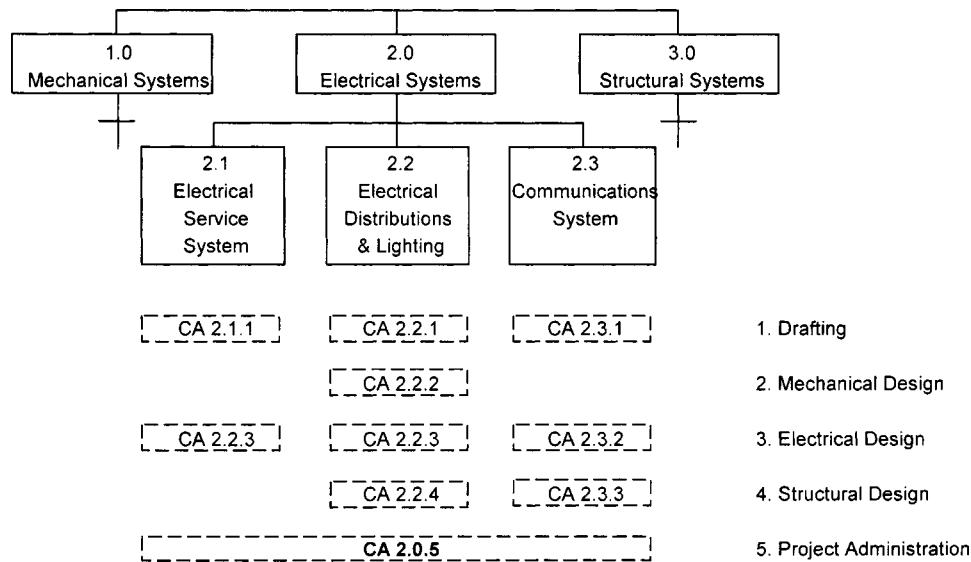 1.0
Mechanical Systems
2.0
Electrical Systems
3.0
Structural Systems
2.1
Electrical
Service
System
2.2
Electrical
Distributions
& Lighting
2.3
Communications
System
CA 2.1.1
CA 2.2.1
CA 2.3.1
1. Drafting
CA 2.2.2
2. Mechanical Design
CA 2.2.3
CA 2.2.3
CA 2.3.2
3. Electrical Design
CA 2.2.4
CA 2.3.3
4. Structural Design
CA 2.0.5
5. Project Administration